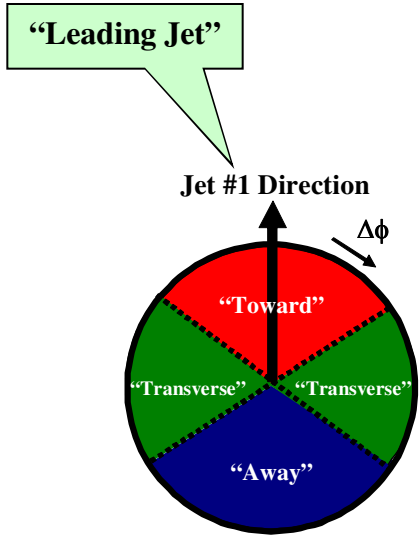 “Leading Jet”
Jet #1 Direction
Δϕ
“Toward”
“Transverse” “Transverse”
“Away”